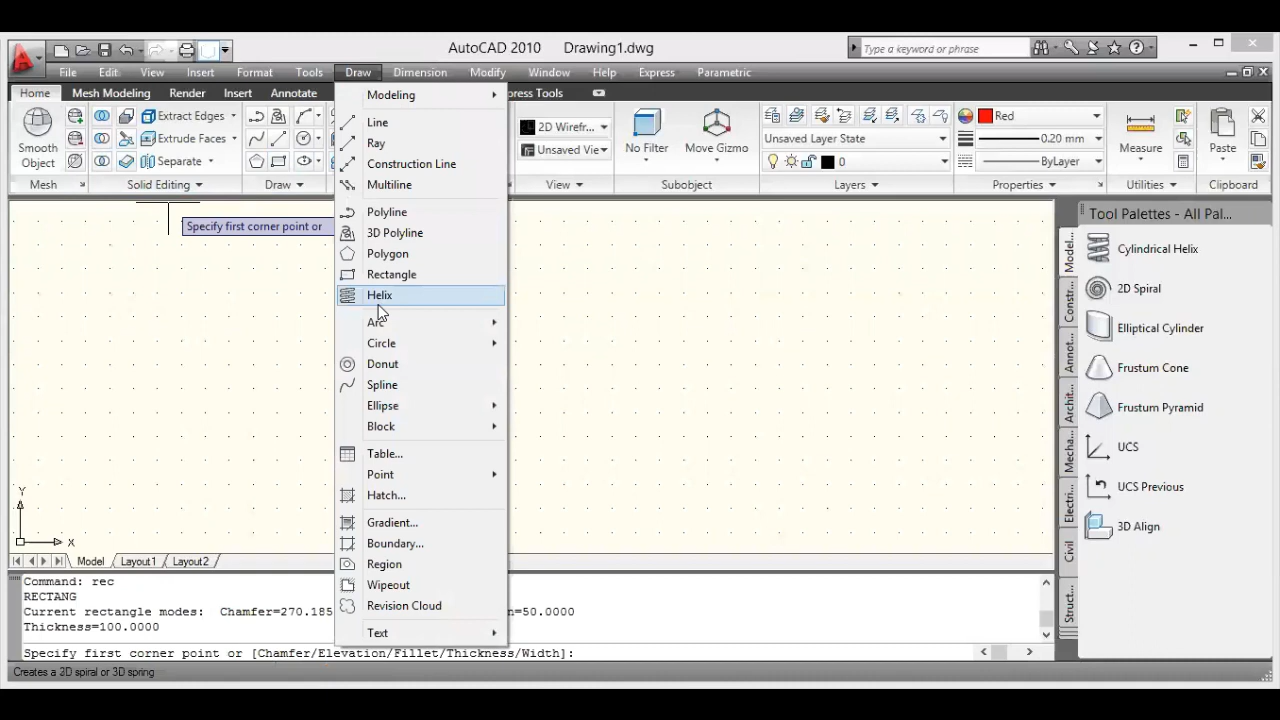 AutoCAD 2010 Drawing1.dwg
Type a keyword or phrase
File Edit View Insert Format Tools Draw Dimension Modify Window Help Express Parametric
Home Mesh Modeling Render Insert Annotate press Tools
Smooth
Object
Mesh
Extract Edges
Extrude Faces
Separate
Solid Editing
Draw
2D Wirefr...
Unsaved Vie
View
No Filter
Move Gizmo
Subobject
Unsaved Layer State
0
Layers
Red
0.20 mm
ByLayer
Properties
Measure
Utilities
Paste
Clipboard
Modeling
Line
Ray
Construction Line
Multiline
Polyline
3D Polyline
Polygon
Rectangle
Helix
Arc
Circle
Donut
Spline
Ellipse
Block
Table...
Point
Hatch...
Gradient...
Boundary...
Region
Wipeout
Revision Cloud
Text
Specify first corner point or
Y
X
Tool Palettes - All Pal...
Cylindrical Helix
2D Spiral
Elliptical Cylinder
Frustum Cone
Frustum Pyramid
UCS
UCS Previous
3D Align
Model..
Constr...
Annot...
Archit...
Mecha...
Electri...
Civil
Struct...
Model Layout1 Layout2
Command: rec
RECTANG
Current rectangle modes: Chamfer=270.185 n=50.0000
Thickness=100.0000
Specify first corner point or [Chamfer/Elevation/Fillet/Thickness/Width]:
Creates a 2D spiral or 3D spring